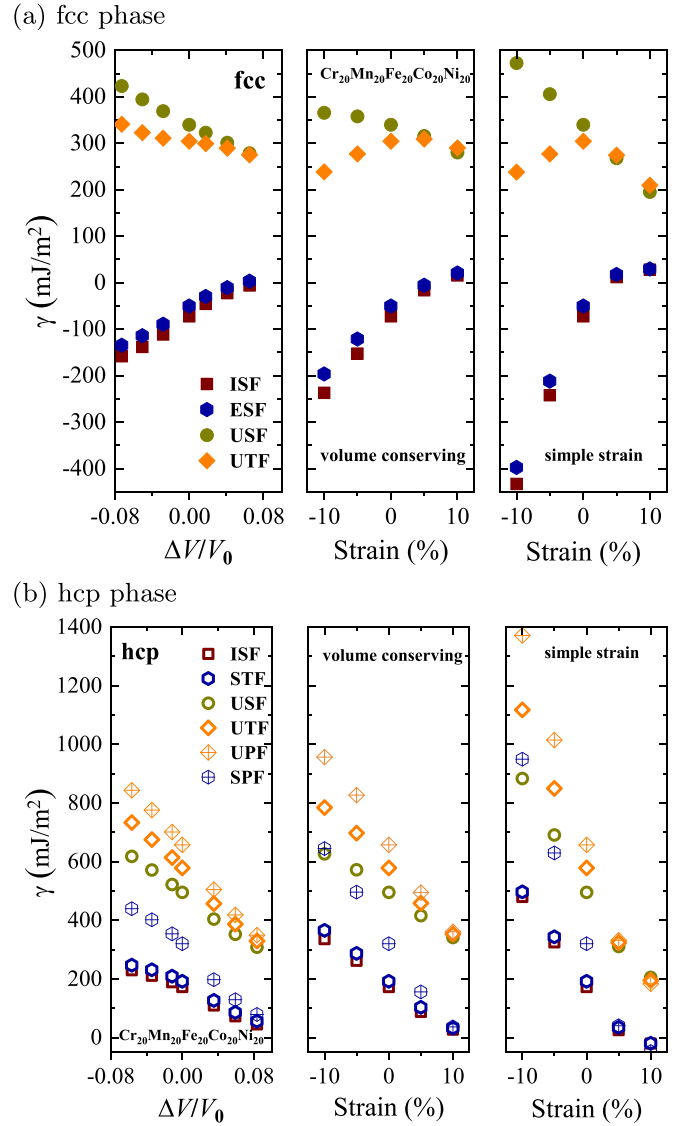 (a) fcc phase
500
400
300
200
100
0
-100
-200
-300
-400
γ (mJ/m²)
fcc
ISF
ESF
USF
UTF
-0.08 0.00 0.08
ΔV/V₀
Cr₂₀Mn₂₀Fe₂₀Co₂₀Ni₂₀
volume conserving
-10 0 10
Strain (%)
simple strain
-10 0 10
Strain (%)
(b) hcp phase
1400
1200
1000
800
600
400
200
0
γ (mJ/m²)
hcp
ISF
STF
USF
UTF
UPF
SPF
Cr₂₀Mn₂₀Fe₂₀Co₂₀Ni₂₀
-0.08 0.00 0.08
ΔV/V₀
volume conserving
-10 0 10
Strain (%)
simple strain
-10 0 10
Strain (%)